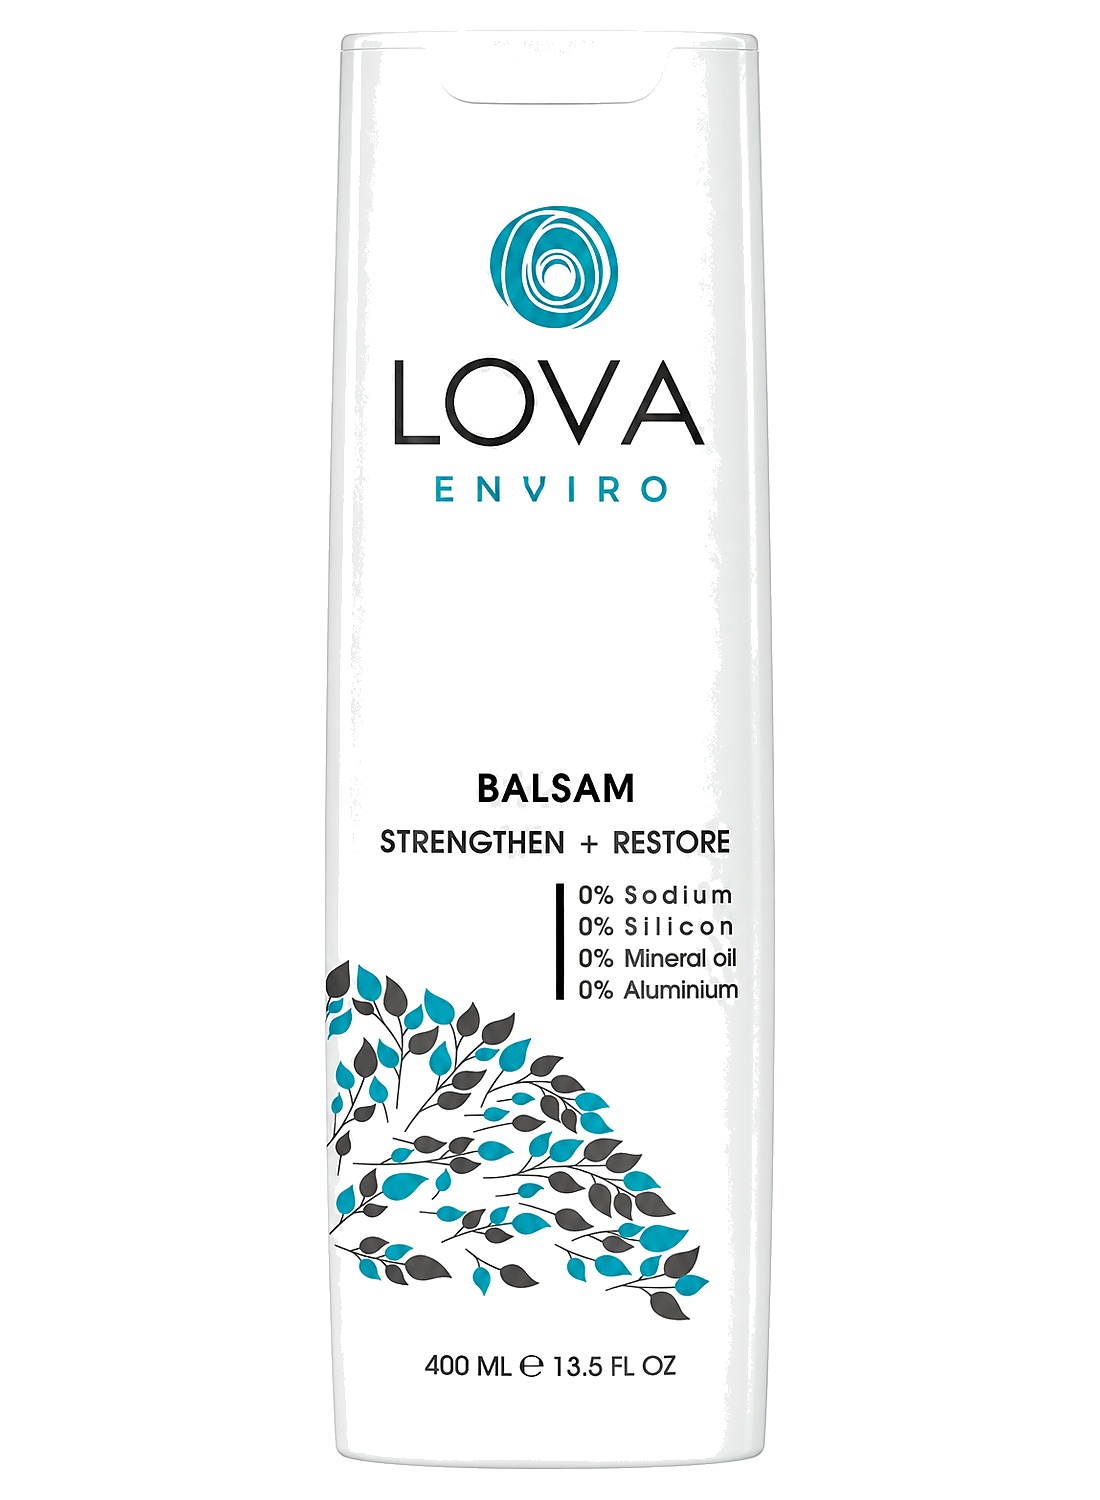 LOVA
ENVIRO
BALSAM
STRENGTHEN + RESTORE
0% Sodium
0% Silicon
0% Mineral oil
0% Aluminium
400 ML ℮ 13.5 FL OZ